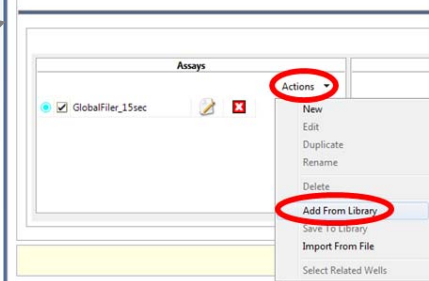 Assays
Actions
GlobalFiler_15sec
New
Edit
Duplicate
Rename
Delete
Add From Library
Save To Library
Import From File
Select Related Wells